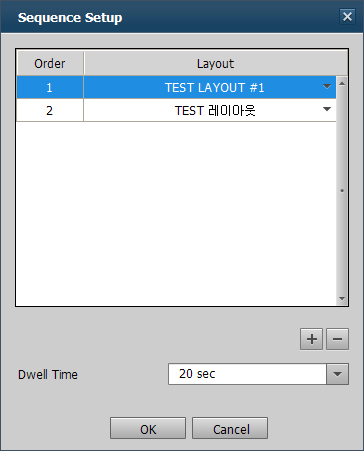 Sequence Setup
Order Layout
1 TEST LAYOUT #1
2 TEST 레이아웃
Dwell Time 20 sec
OK Cancel